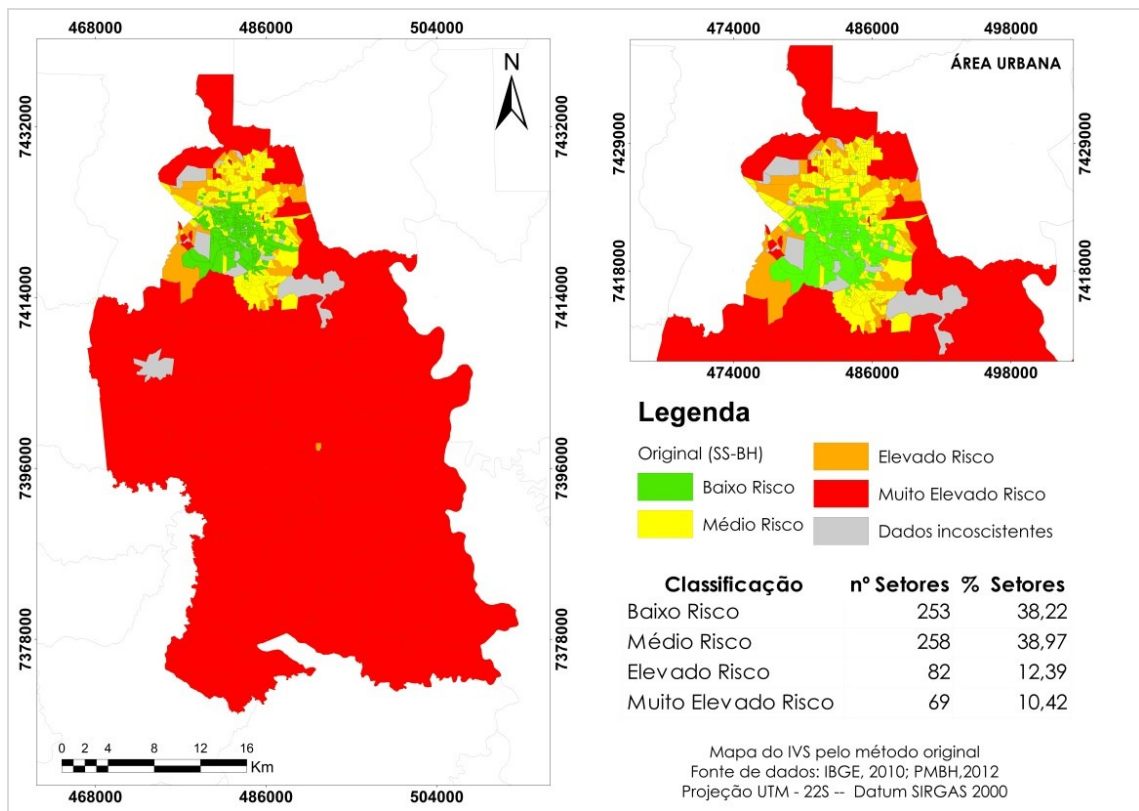 468000 486000 504000
N
7432000 7432000
7414000 7414000
7396000 7396000
7378000 7378000
0 2 4 8 12 16
Km
468000 486000 504000
474000 486000 498000
ÁREA URBANA
7429000 7429000
7418000 7418000
474000 486000 498000
Legenda
Original (SS-BH)
Baixo Risco
Médio Risco
Elevado Risco
Muito Elevado Risco
Dados incoscistentes
Classificação nº Setores % Setores
Baixo Risco 253 38,22
Médio Risco 258 38,97
Elevado Risco 82 12,39
Muito Elevado Risco 69 10,42
Mapa do IVS pelo método original
Fonte de dados: IBGE, 2010; PMBH,2012
Projeção UTM - 22S -- Datum SIRGAS 2000